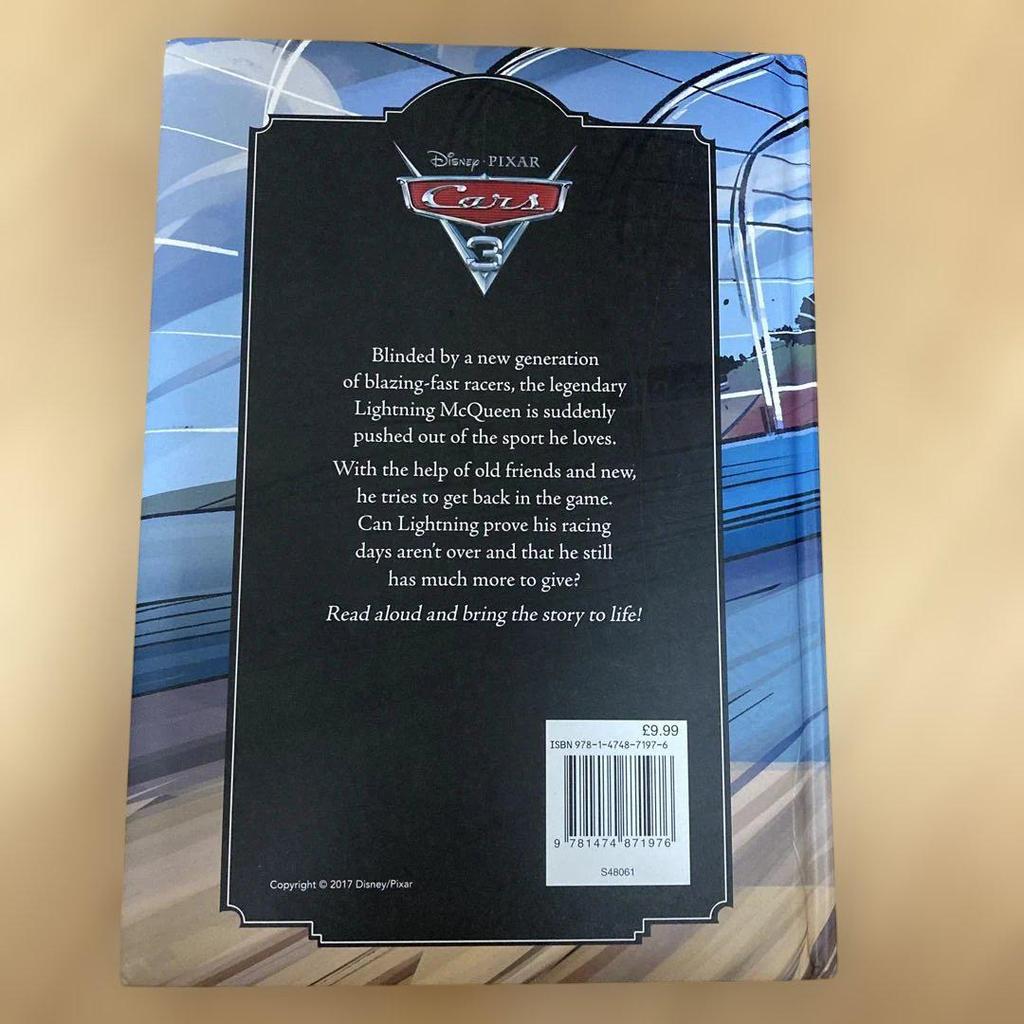 Disney · PIXAR
Cars
3
Blinded by a new generation
of blazing-fast racers, the legendary
Lightning McQueen is suddenly
pushed out of the sport he loves.
With the help of old friends and new,
he tries to get back in the game.
Can Lightning prove his racing
days aren't over and that he still
has much more to give?
Read aloud and bring the story to life!
£9.99
ISBN 978-1-4748-7197-6
9 781474 871976
S48061
Copyright © 2017 Disney/Pixar